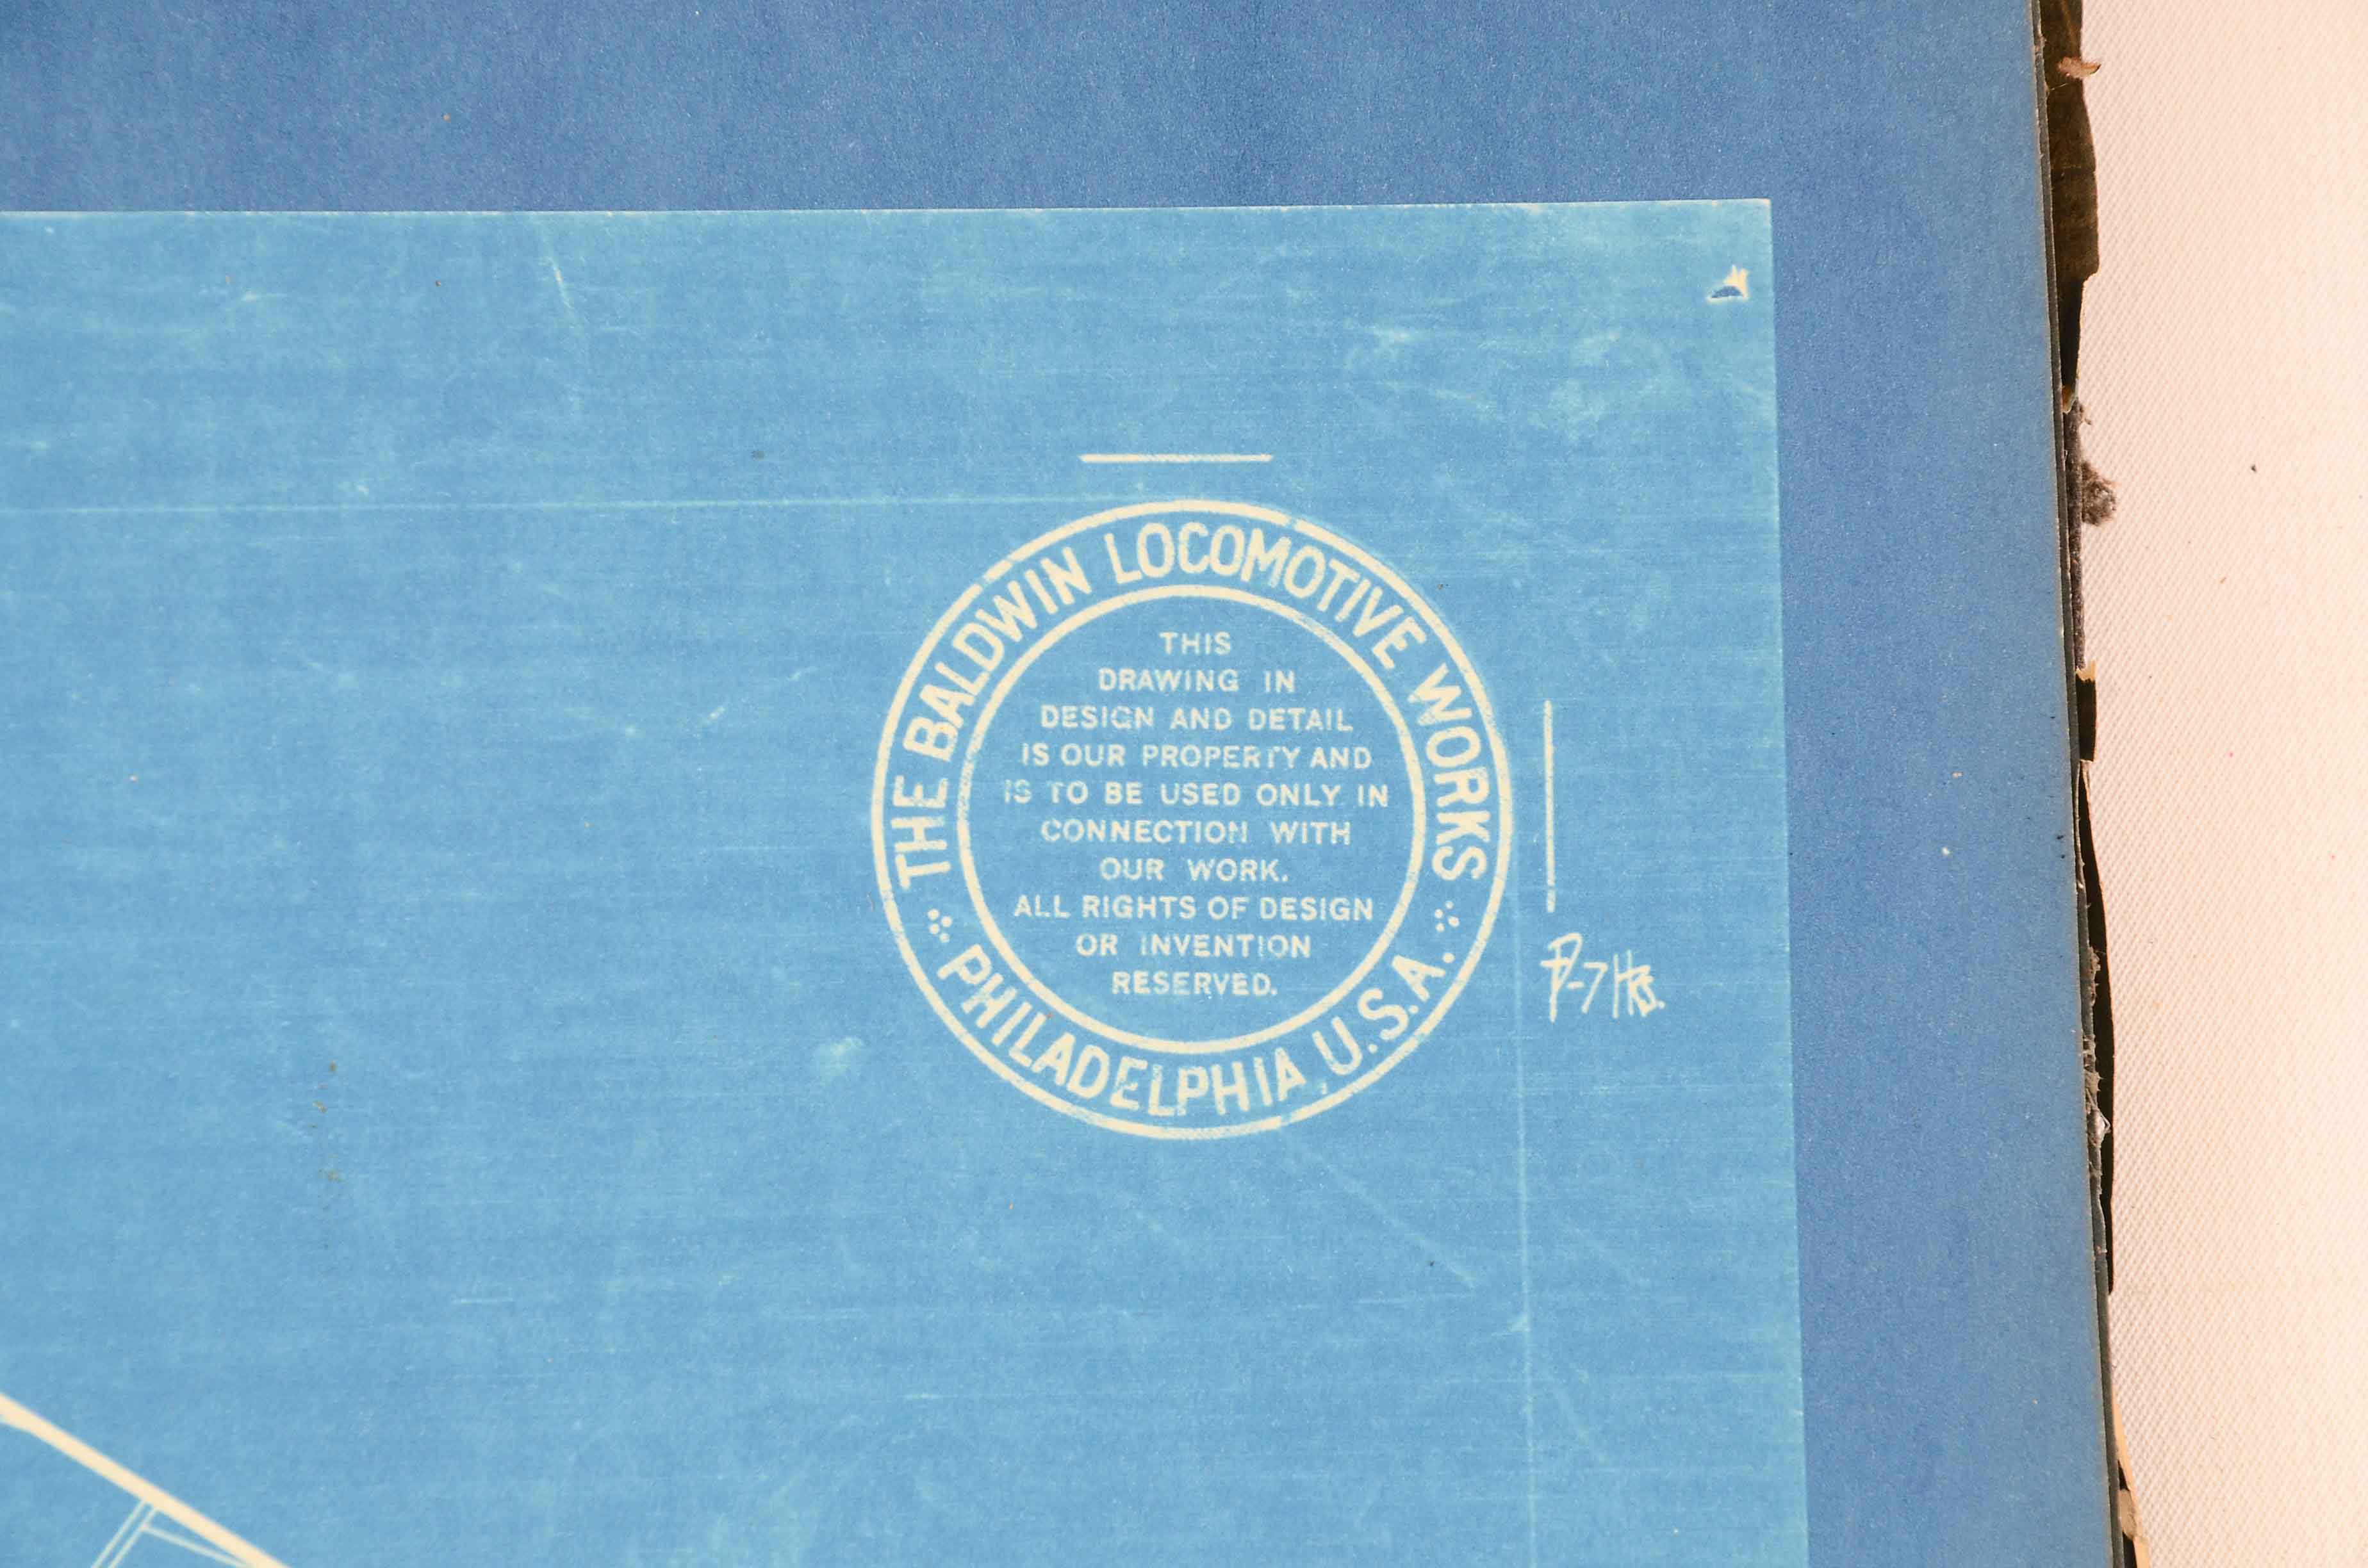 THE BALDWIN LOCOMOTIVE WORKS
THIS
DRAWING IN
DESIGN AND DETAIL
IS OUR PROPERTY AND
IS TO BE USED ONLY IN
CONNECTION WITH
OUR WORK.
ALL RIGHTS OF DESIGN
OR INVENTION
RESERVED.
PHILADELPHIA, U.S.A.